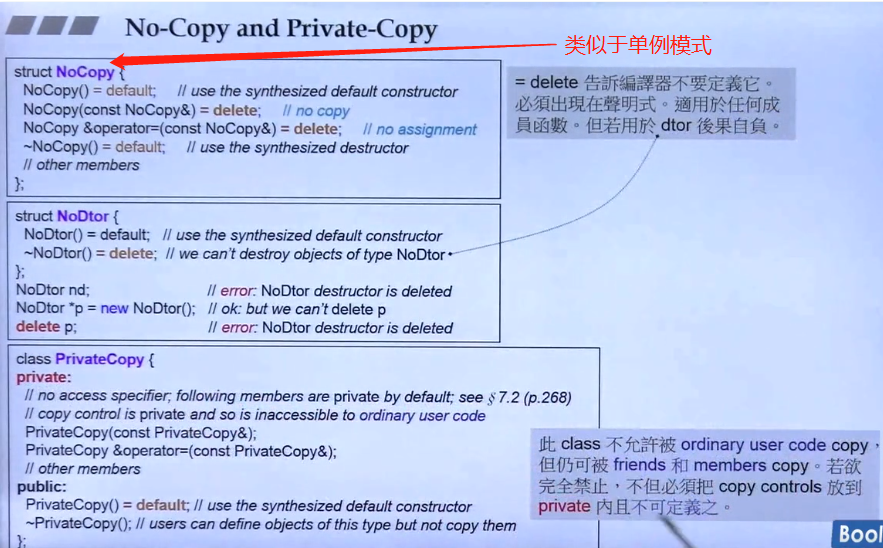 No-Copy and Private-Copy
类似于单例模式
struct NoCopy {
NoCopy() = default; // use the synthesized default constructor
NoCopy(const NoCopy&) = delete; // no copy
NoCopy &operator=(const NoCopy&) = delete; // no assignment
~NoCopy() = default; // use the synthesized destructor
// other members
};
= delete 告訴編譯器不要定義它。
必須出現在聲明式。適用於任何成
員函數。但若用於 dtor 後果自負。
struct NoDtor {
NoDtor() = default; // use the synthesized default constructor
~NoDtor() = delete; // we can't destroy objects of type NoDtor
};
NoDtor nd; // error: NoDtor destructor is deleted
NoDtor *p = new NoDtor(); // ok: but we can't delete p
delete p; // error: NoDtor destructor is deleted
class PrivateCopy {
private:
// no access specifier; following members are private by default; see § 7.2 (p.268)
// copy control is private and so is inaccessible to ordinary user code
PrivateCopy(const PrivateCopy&);
PrivateCopy &operator=(const PrivateCopy&);
// other members
public:
PrivateCopy() = default; // use the synthesized default constructor
~PrivateCopy(); // users can define objects of this type but not copy them
};
此 class 不允許被 ordinary user code copy，
但仍可被 friends 和 members copy。若欲
完全禁止，不但必須把 copy controls 放到
private 內且不可定義之。
Bool